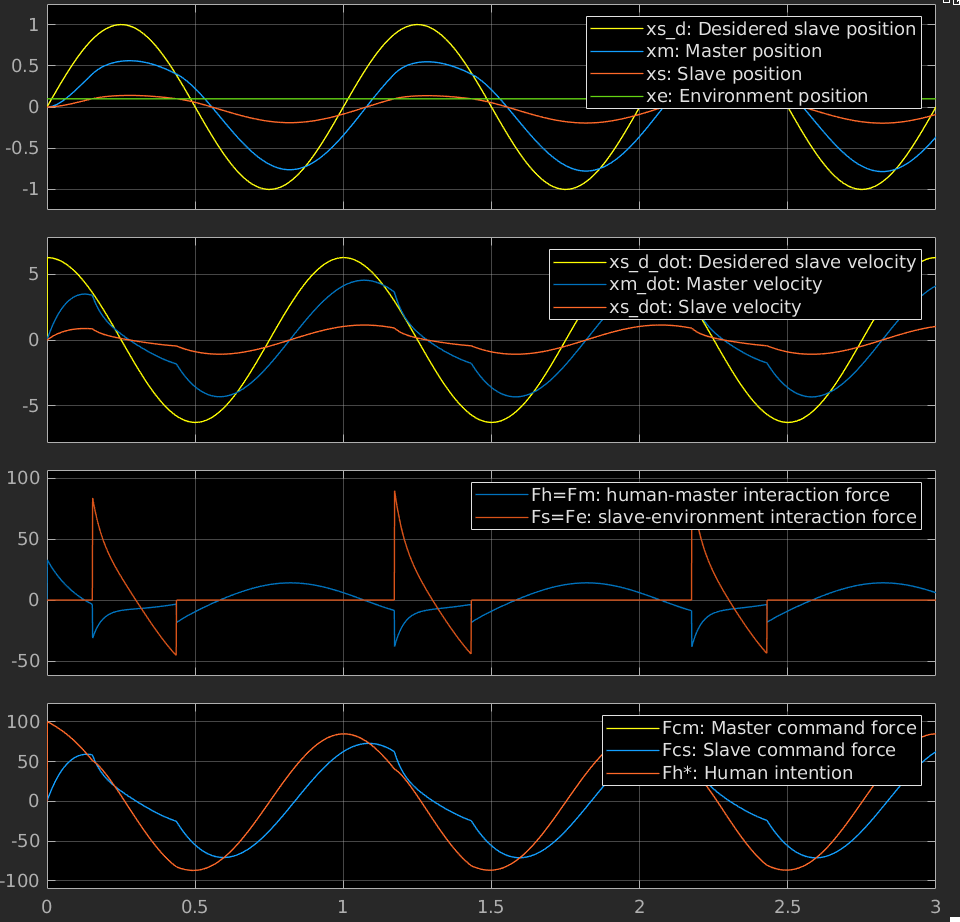 1
0.5
0
-0.5
-1
xs_d: Desidered slave position
xm: Master position
xs: Slave position
xe: Environment position
5
0
-5
xs_d_dot: Desidered slave velocity
xm_dot: Master velocity
xs_dot: Slave velocity
100
50
0
-50
Fh=Fm: human-master interaction force
Fs=Fe: slave-environment interaction force
100
50
0
-50
-100
Fcm: Master command force
Fcs: Slave command force
Fh*: Human intention
0 0.5 1 1.5 2 2.5 3